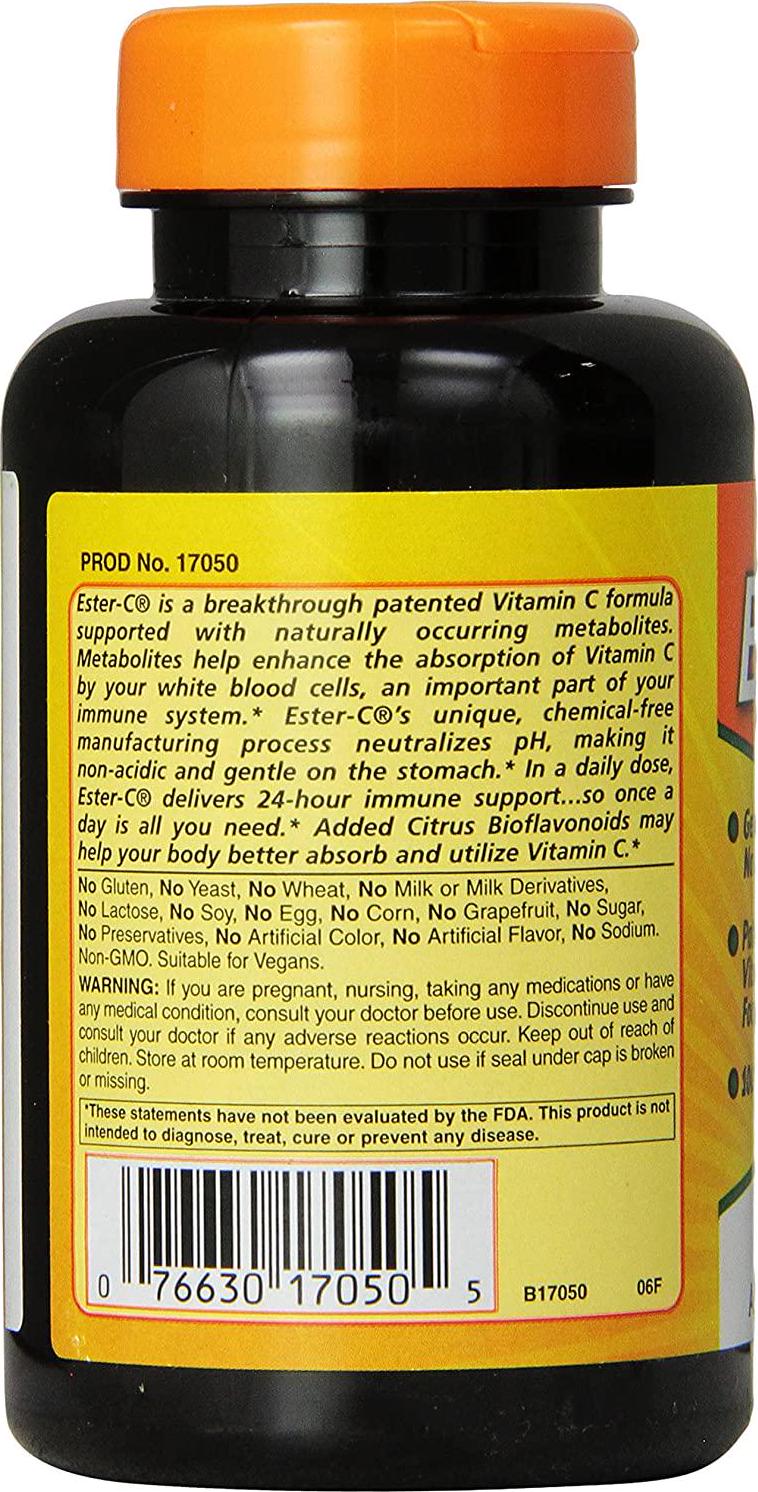 PROD No. 17050
Ester-C® is a breakthrough patented Vitamin C formula
supported with naturally occurring metabolites.
Metabolites help enhance the absorption of Vitamin C
by your white blood cells, an important part of your
immune system.* Ester-C®'s unique, chemical-free
manufacturing process neutralizes pH, making it
non-acidic and gentle on the stomach.* In a daily dose,
Ester-C® delivers 24-hour immune support...so once a
day is all you need.* Added Citrus Bioflavonoids may
help your body better absorb and utilize Vitamin C.*
No Gluten, No Yeast, No Wheat, No Milk or Milk Derivatives,
No Lactose, No Soy, No Egg, No Corn, No Grapefruit, No Sugar,
No Preservatives, No Artificial Color, No Artificial Flavor, No Sodium.
Non-GMO. Suitable for Vegans.
WARNING: If you are pregnant, nursing, taking any medications or have
any medical condition, consult your doctor before use. Discontinue use and
consult your doctor if any adverse reactions occur. Keep out of reach of
children. Store at room temperature. Do not use if seal under cap is broken
or missing.
*These statements have not been evaluated by the FDA. This product is not
intended to diagnose, treat, cure or prevent any disease.
0 76630 17050 5
B17050 06F